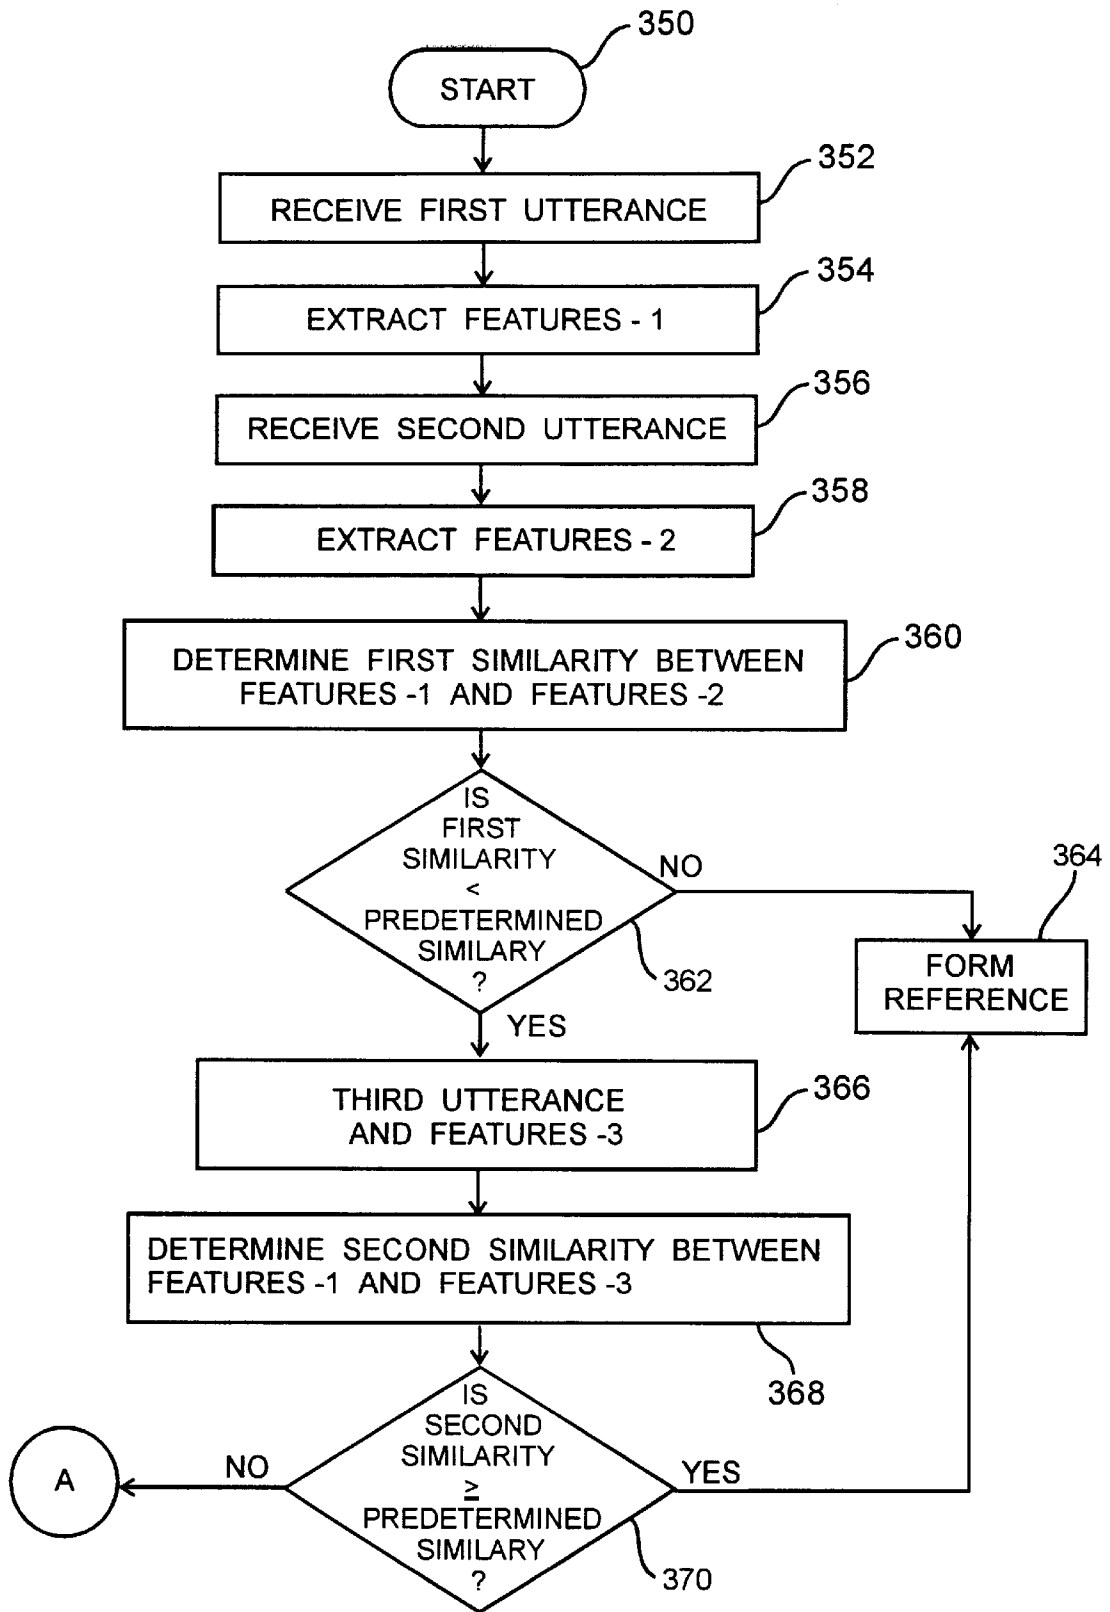 350
START
352
RECEIVE FIRST UTTERANCE
354
EXTRACT FEATURES - 1
356
RECEIVE SECOND UTTERANCE
358
EXTRACT FEATURES - 2
360
DETERMINE FIRST SIMILARITY BETWEEN
FEATURES -1 AND FEATURES -2
IS
FIRST
SIMILARITY
<
PREDETERMINED
SIMILARY
?
362
NO
364
FORM
REFERENCE
YES
366
THIRD UTTERANCE
AND FEATURES -3
DETERMINE SECOND SIMILARITY BETWEEN
FEATURES -1 AND FEATURES -3
368
IS
SECOND
SIMILARITY
≥
PREDETERMINED
SIMILARY
?
370
NO
YES
A